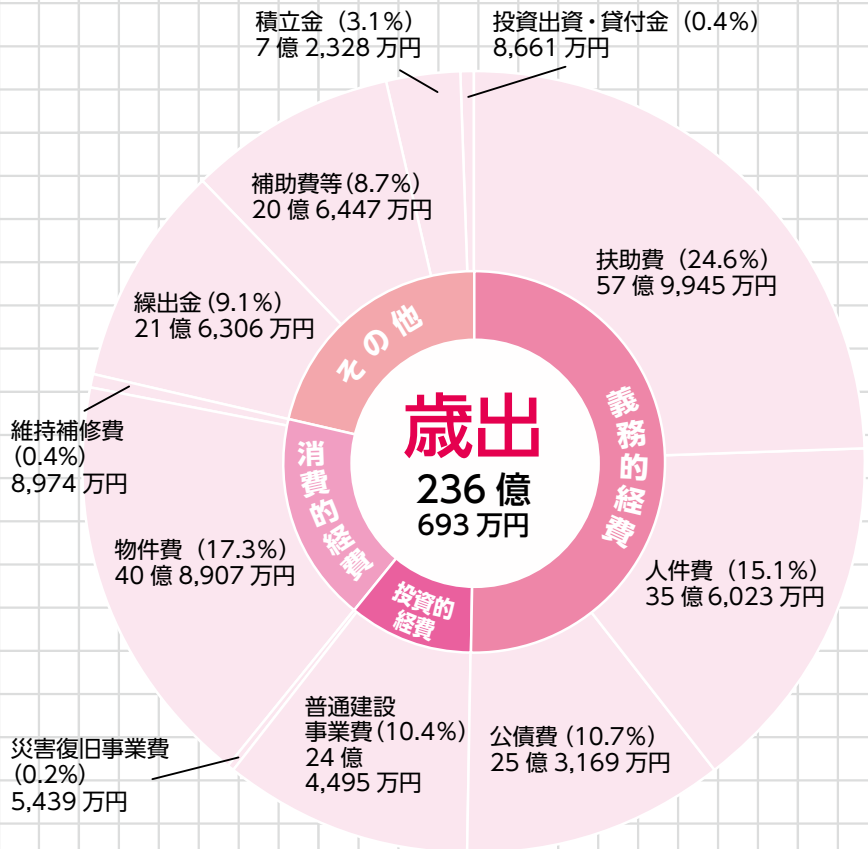 積立金（3.1%）
7 億 2,328 万円
投資出資・貸付金（0.4%）
8,661 万円
補助費等（8.7%）
20 億 6,447 万円
扶助費（24.6%）
57 億 9,945 万円
繰出金（9.1%）
21 億 6,306 万円
その他
歳出
236 億
693 万円
義務的経費
維持補修費
（0.4%）
8,974 万円
消費的経費
物件費（17.3%）
40 億 8,907 万円
人件費（15.1%）
35 億 6,023 万円
投資的
経費
普通建設
事業費（10.4%）
24 億
4,495 万円
公債費（10.7%）
25 億 3,169 万円
災害復旧事業費
（0.2%）
5,439 万円